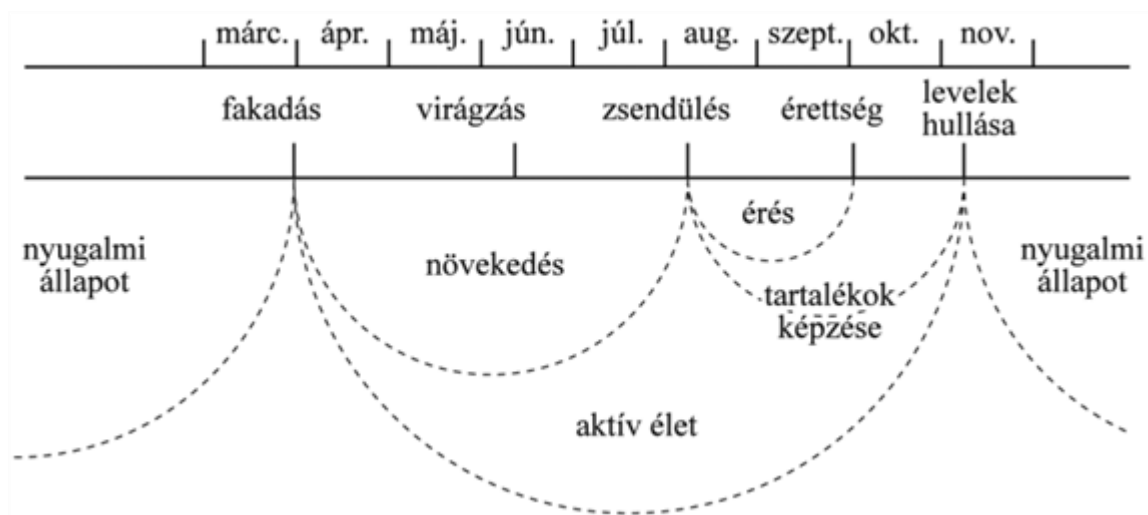 márc. ápr. máj. jún. júl. aug. szept. okt. nov.
fakadás virágzás zsendülés érettség levelek
hullása
érés
nyugalmi
állapot
növekedés
nyugalmi
állapot
tartalékok
képzése
aktív élet